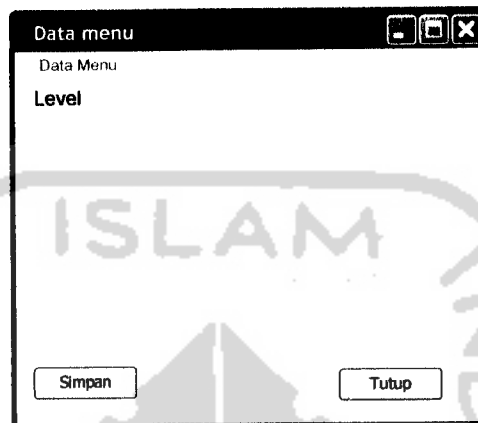 Data menu
Data Menu
Level
ISLAM
Simpan
Tutup